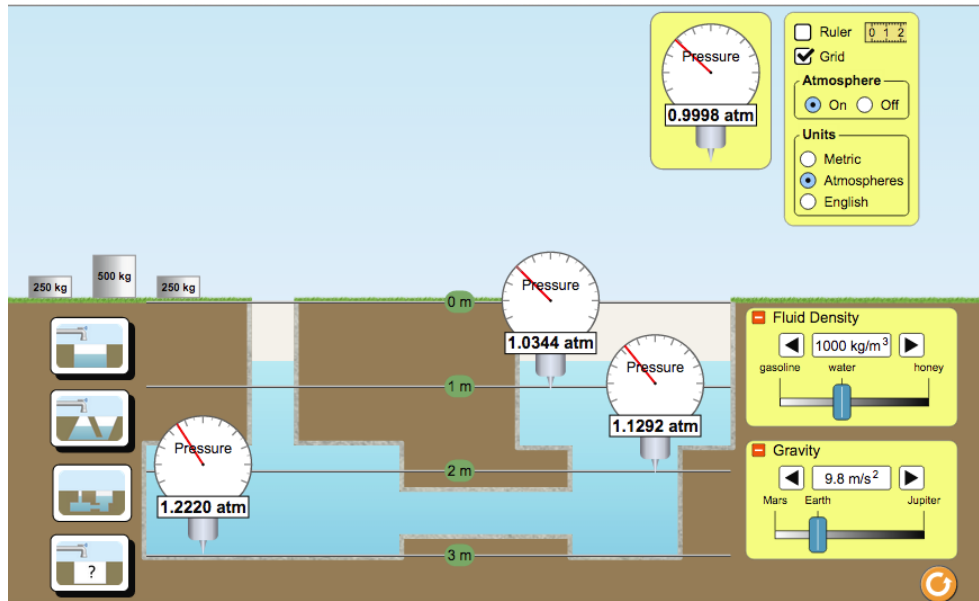 Pressure
0.9998 atm
Ruler
0 1 2
Grid
Atmosphere
On Off
Units
Metric
Atmospheres
English
250 kg
500 kg
250 kg
0 m
Pressure
1.0344 atm
1 m
Pressure
1.1292 atm
2 m
Pressure
1.2220 atm
3 m
?
Fluid Density
1000 kg/m³
gasoline water honey
Gravity
9.8 m/s²
Mars Earth Jupiter